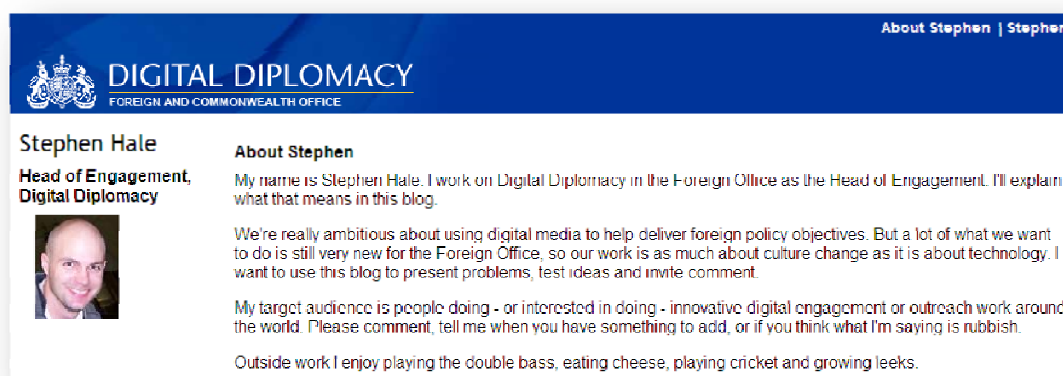 About Stephen | Stephen
DIGITAL DIPLOMACY
FOREIGN AND COMMONWEALTH OFFICE
Stephen Hale
Head of Engagement,
Digital Diplomacy
About Stephen
My name is Stephen Hale. I work on Digital Diplomacy in the Foreign Office as the Head of Engagement. I'll explain
what that means in this blog.
We're really ambitious about using digital media to help deliver foreign policy objectives. But a lot of what we want
to do is still very new for the Foreign Office, so our work is as much about culture change as it is about technology. I
want to use this blog to present problems, test ideas and invite comment.
My target audience is people doing - or interested in doing - innovative digital engagement or outreach work around
the world. Please comment, tell me when you have something to add, or if you think what I'm saying is rubbish.
Outside work I enjoy playing the double bass, eating cheese, playing cricket and growing leeks.